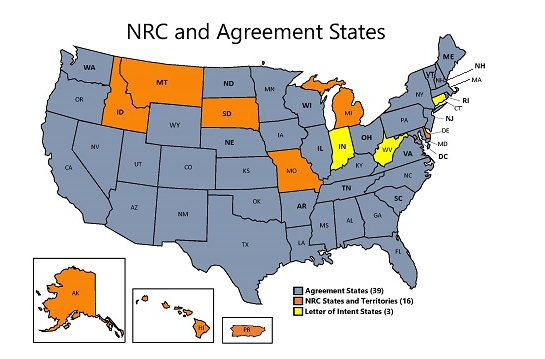 NRC and Agreement States
WA
MT
ND
MN
ME
VT
NH
NH
MA
OR
ID
SD
WI
MI
NY
RI
CT
WY
IA
PA
NJ
NE
IL
IN
OH
DE
MD
DC
NV
UT
CO
KS
MO
KY
WV
VA
CA
AZ
NM
OK
AR
TN
NC
SC
TX
LA
MS
AL
GA
FL
AK
HI
PR
Agreement States (39)
NRC States and Territories (16)
Letter of Intent States (3)